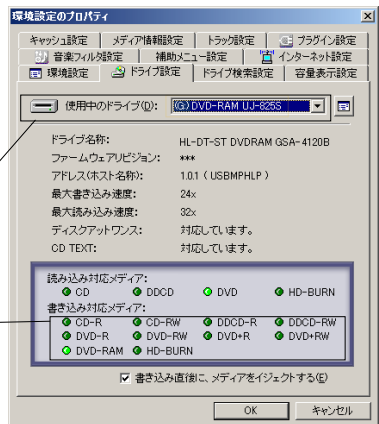 環境設定のプロパティ
キャッシュ設定 メディア情報設定 トラック設定 プラグイン設定
音楽フィルタ設定 補助メニュー設定 インターネット設定
環境設定 ドライブ設定 ドライブ検索設定 容量表示設定
使用中のドライブ(D): (G:)DVD-RAM UJ-825S
ドライブ名称: HL-DT-ST DVDRAM GSA-4120B
ファームウェアリビジョン: ***
アドレス(ホスト名称): 1:0:1 ( USBMPHLP )
最大書き込み速度: 24x
最大読み込み速度: 32x
ディスクアットワンス: 対応しています。
CD TEXT: 対応しています。
読み込み対応メディア:
CD DDCD DVD HD-BURN
書き込み対応メディア:
CD-R CD-RW DDCD-R DDCD-RW
DVD-R DVD-RW DVD+R DVD+RW
DVD-RAM HD-BURN
書き込み直後に、メディアをイジェクトする(E)
OK キャンセル